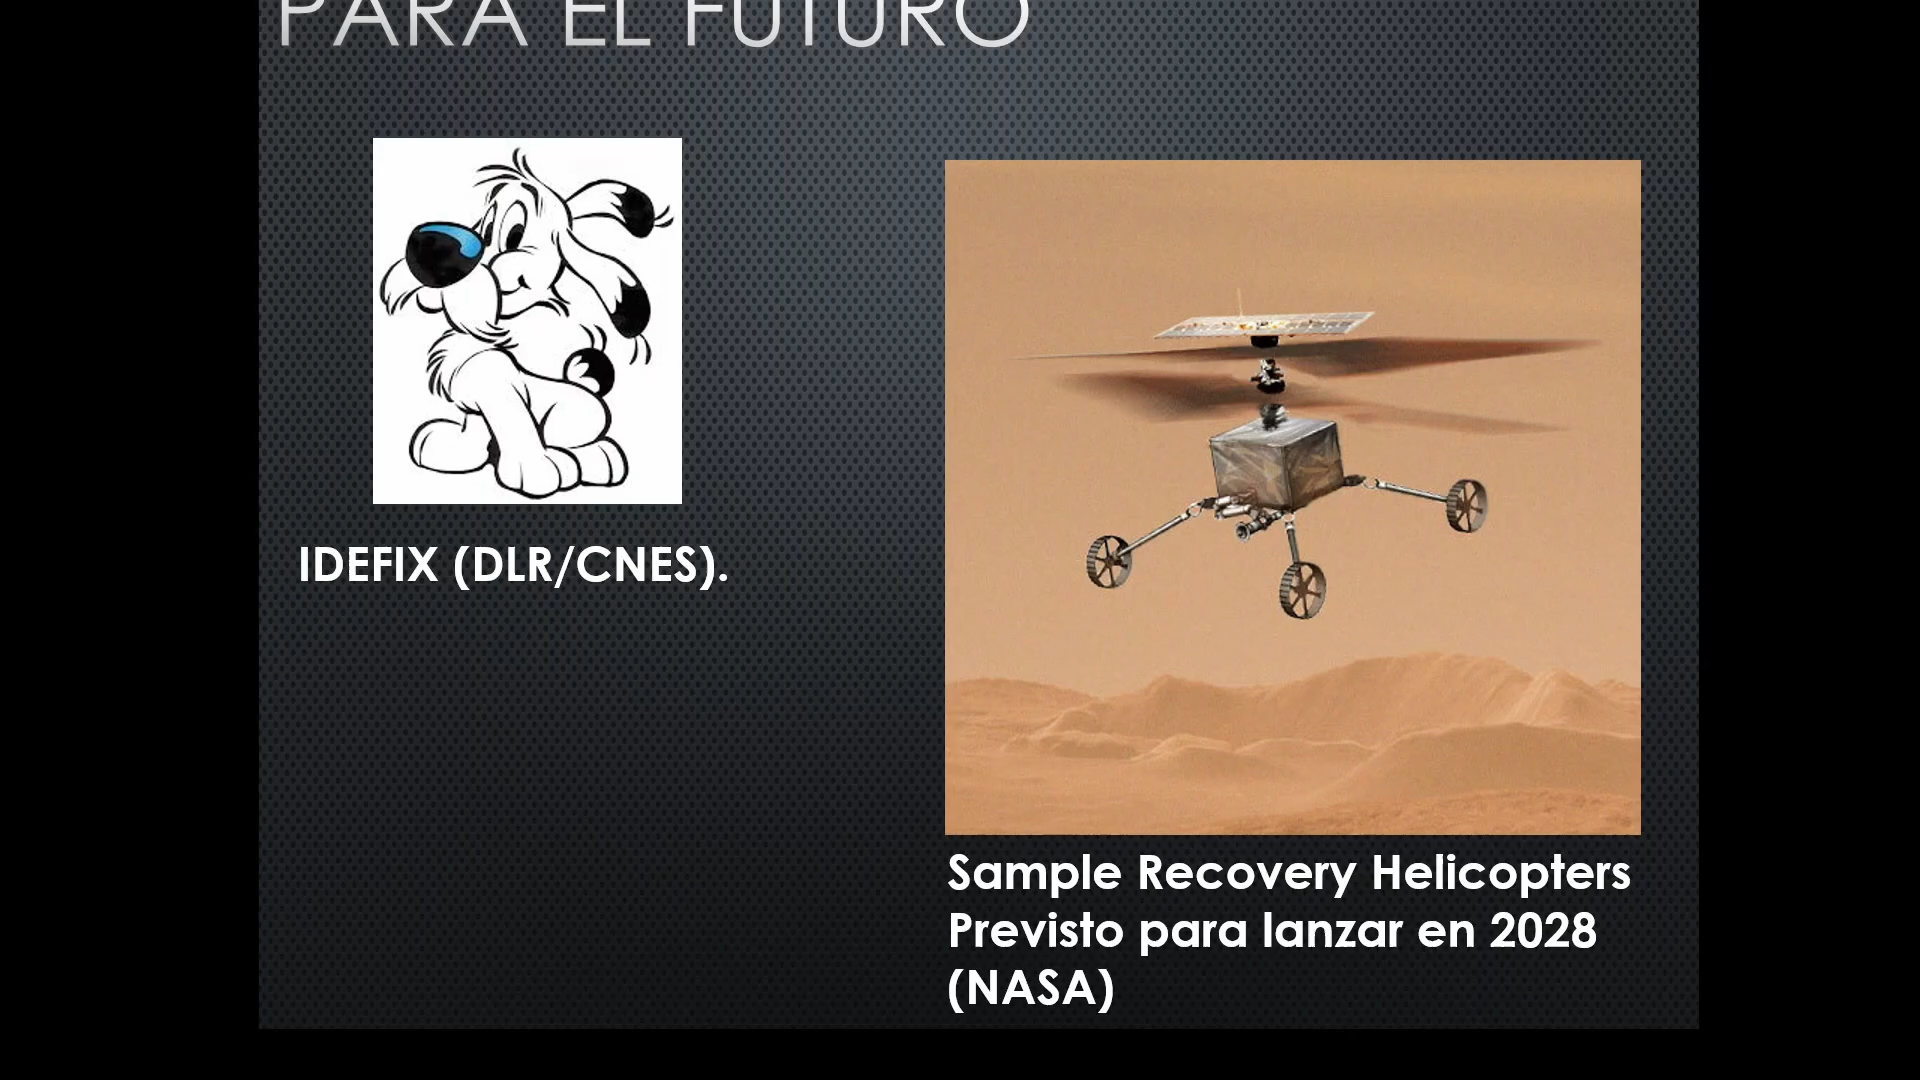 PARA EL FUTURO
IDEFIX (DLR/CNES).
Sample Recovery Helicopters
Previsto para lanzar en 2028
(NASA)